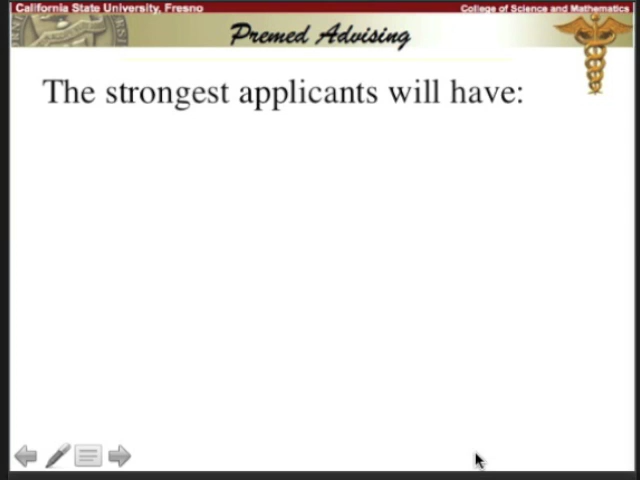 California State University, Fresno
College of Science and Mathematics
Premed Advising
The strongest applicants will have: